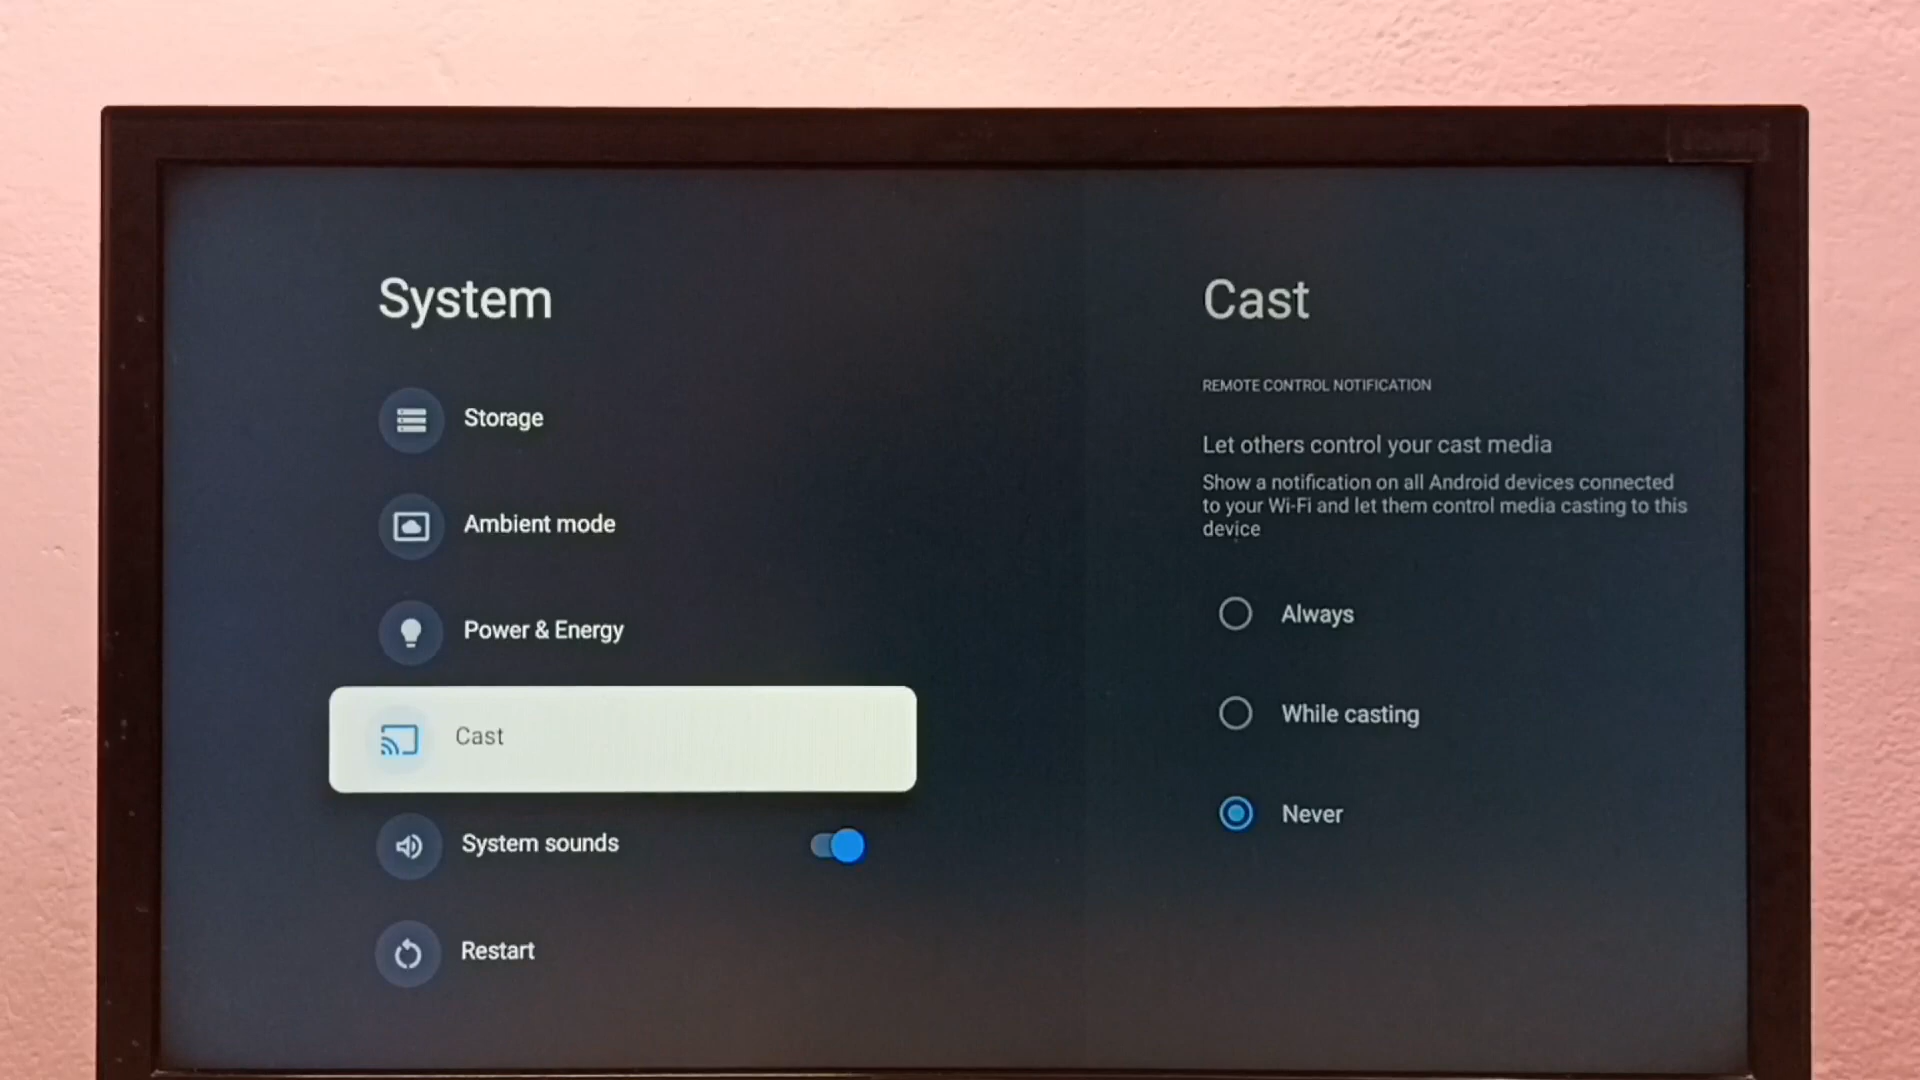 System
Storage
Ambient mode
Power & Energy
Cast
System sounds
Restart
Cast
REMOTE CONTROL NOTIFICATION
Let others control your cast media
Show a notification on all Android devices connected
to your Wi-Fi and let them control media casting to this
device
Always
While casting
Never